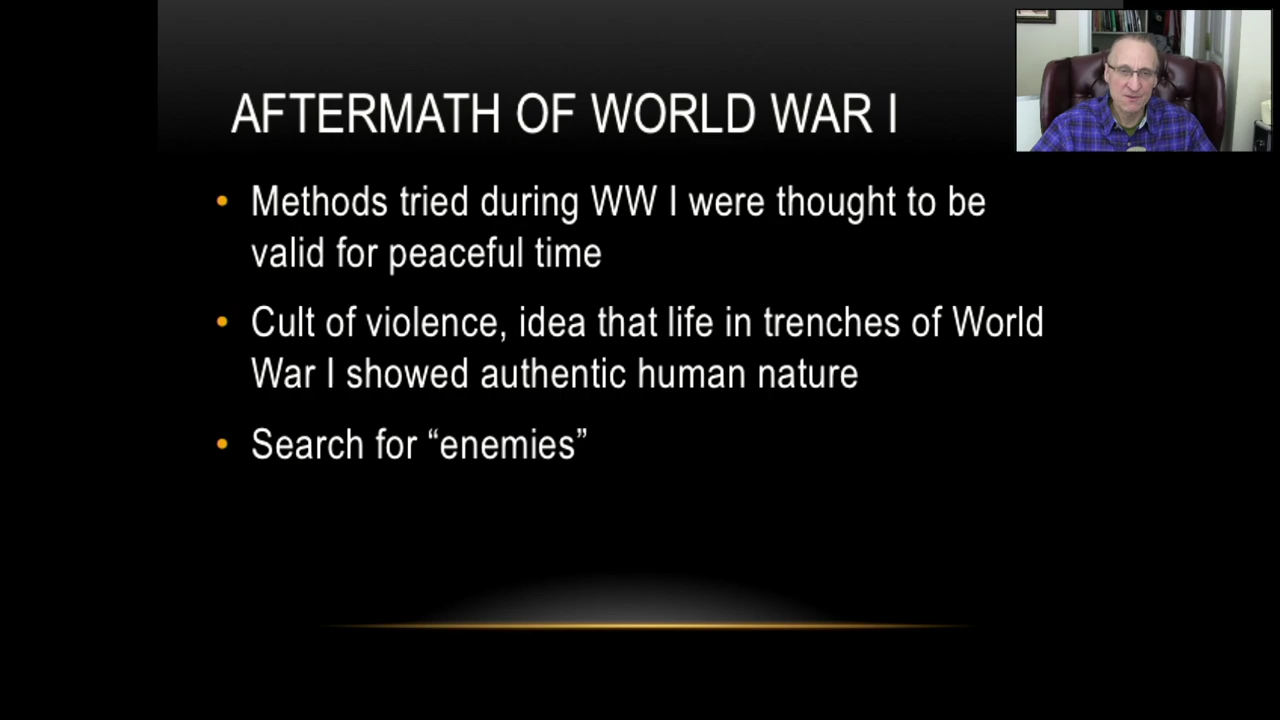 AFTERMATH OF WORLD WAR I
• Methods tried during WW I were thought to be
valid for peaceful time
• Cult of violence, idea that life in trenches of World
War I showed authentic human nature
• Search for “enemies”